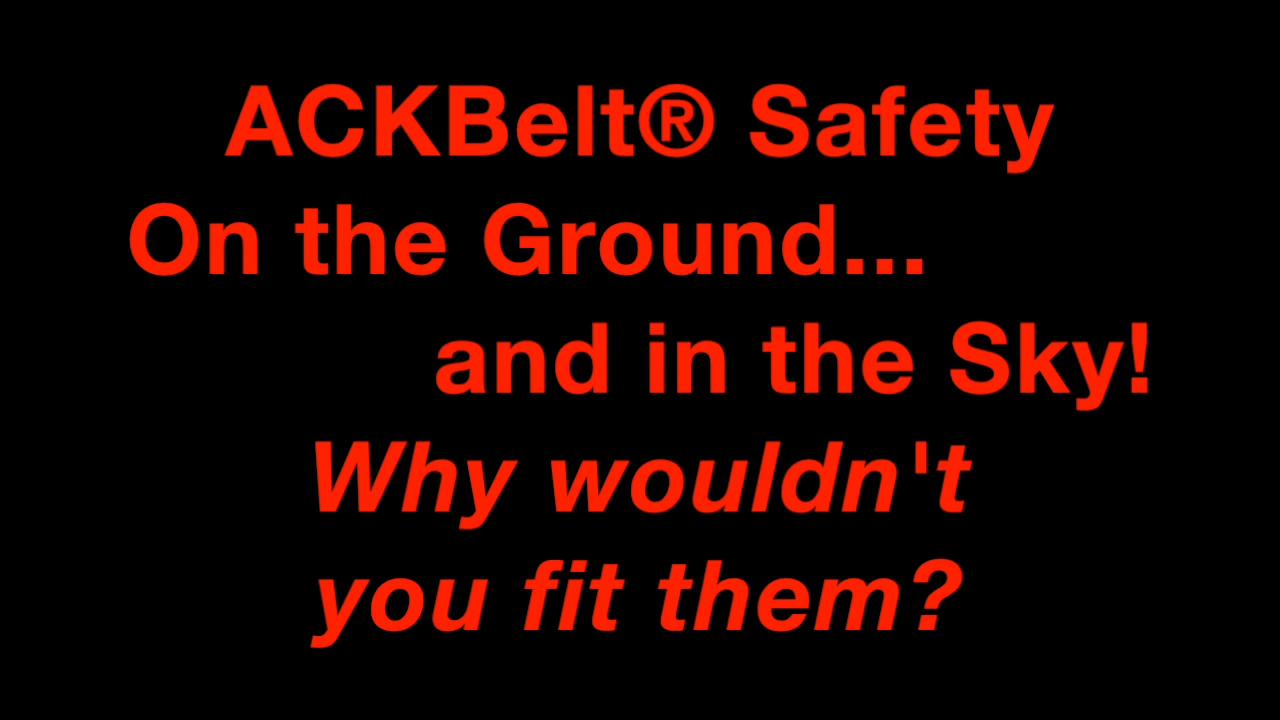 ACKBelt® Safety
On the Ground...
and in the Sky!
Why wouldn't
you fit them?